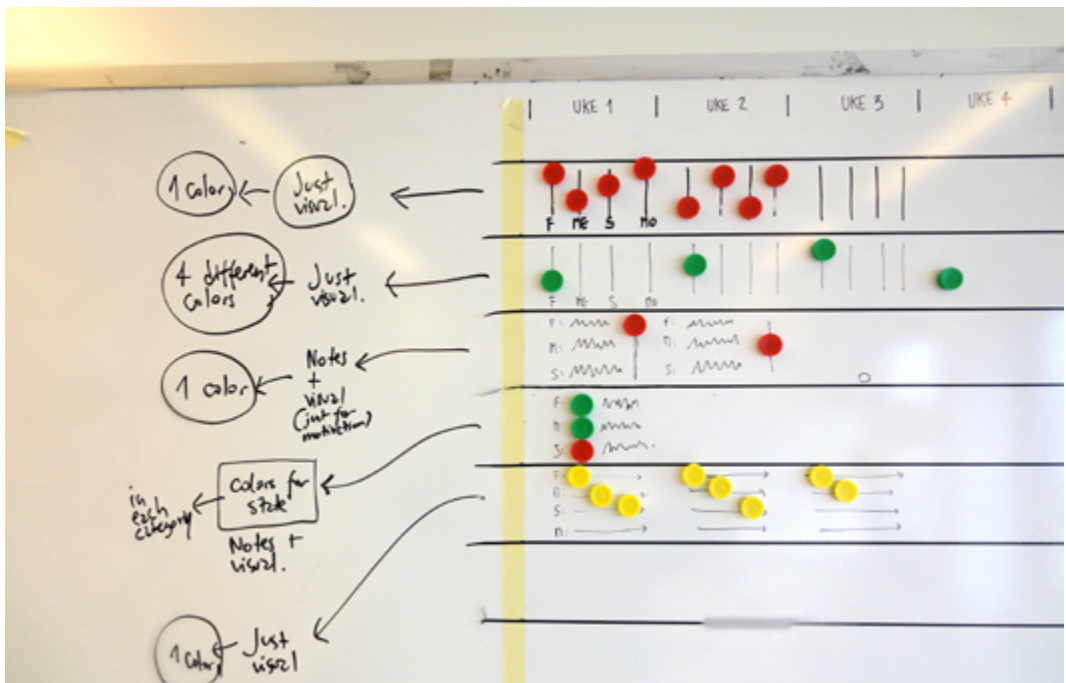 UKE 1 UKE 2 UKE 3 UKE 4
1 color Just visual.
F ME S MO
4 different colors Just visual.
F ME S MO
1 color Notes + visual (just for motivation)
F: F:
M: M:
S: S:
in each category Colors for state
Notes + visual.
F:
M:
S:
F:
M:
S:
M:
1 color Just visual